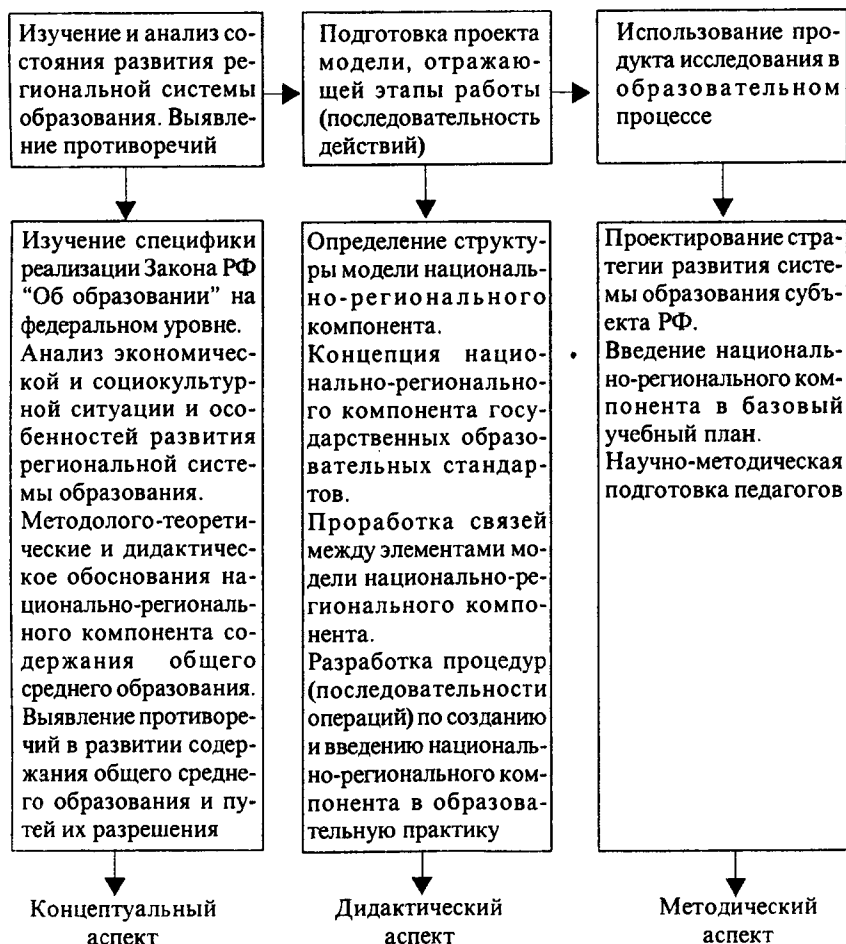 Изучение и анализ со-
стояния развития ре-
гиональной системы
образования. Выявле-
ние противоречий
Подготовка проекта
модели, отражаю-
щей этапы работы
(последовательность
действий)
Использование про-
дукта исследования в
образовательном
процессе
Изучение специфики
реализации Закона РФ
“Об образовании” на
федеральном уровне.
Анализ экономичес-
кой и социокультур-
ной ситуации и осо-
бенностей развития
региональной систе-
мы образования.
Методолого-теорети-
ческие и дидактичес-
кое обоснования на-
ционально-региональ-
ного компонента со-
держания общего
среднего образования.
Выявление противоре-
чий в развитии содер-
жания общего средне-
го образования и пу-
тей их разрешения
Определение структу-
ры модели националь-
но-регионального
компонента.
Концепция нацио-
нально-регионально-
го компонента госу-
дарственных образо-
вательных стандар-
тов.
Проработка связей
между элементами мо-
дели национально-ре-
гионального компо-
нента.
Разработка процедур
(последовательности
операций) по созданию
и введению националь-
но-регионального ком-
понента в образова-
тельную практику
Проектирование стра-
тегии развития систе-
мы образования субъ-
екта РФ.
Введение националь-
но-регионального ком-
понента в базовый
учебный план.
Научно-методическая
подготовка педагогов
Концептуальный
аспект
Дидактический
аспект
Методический
аспект